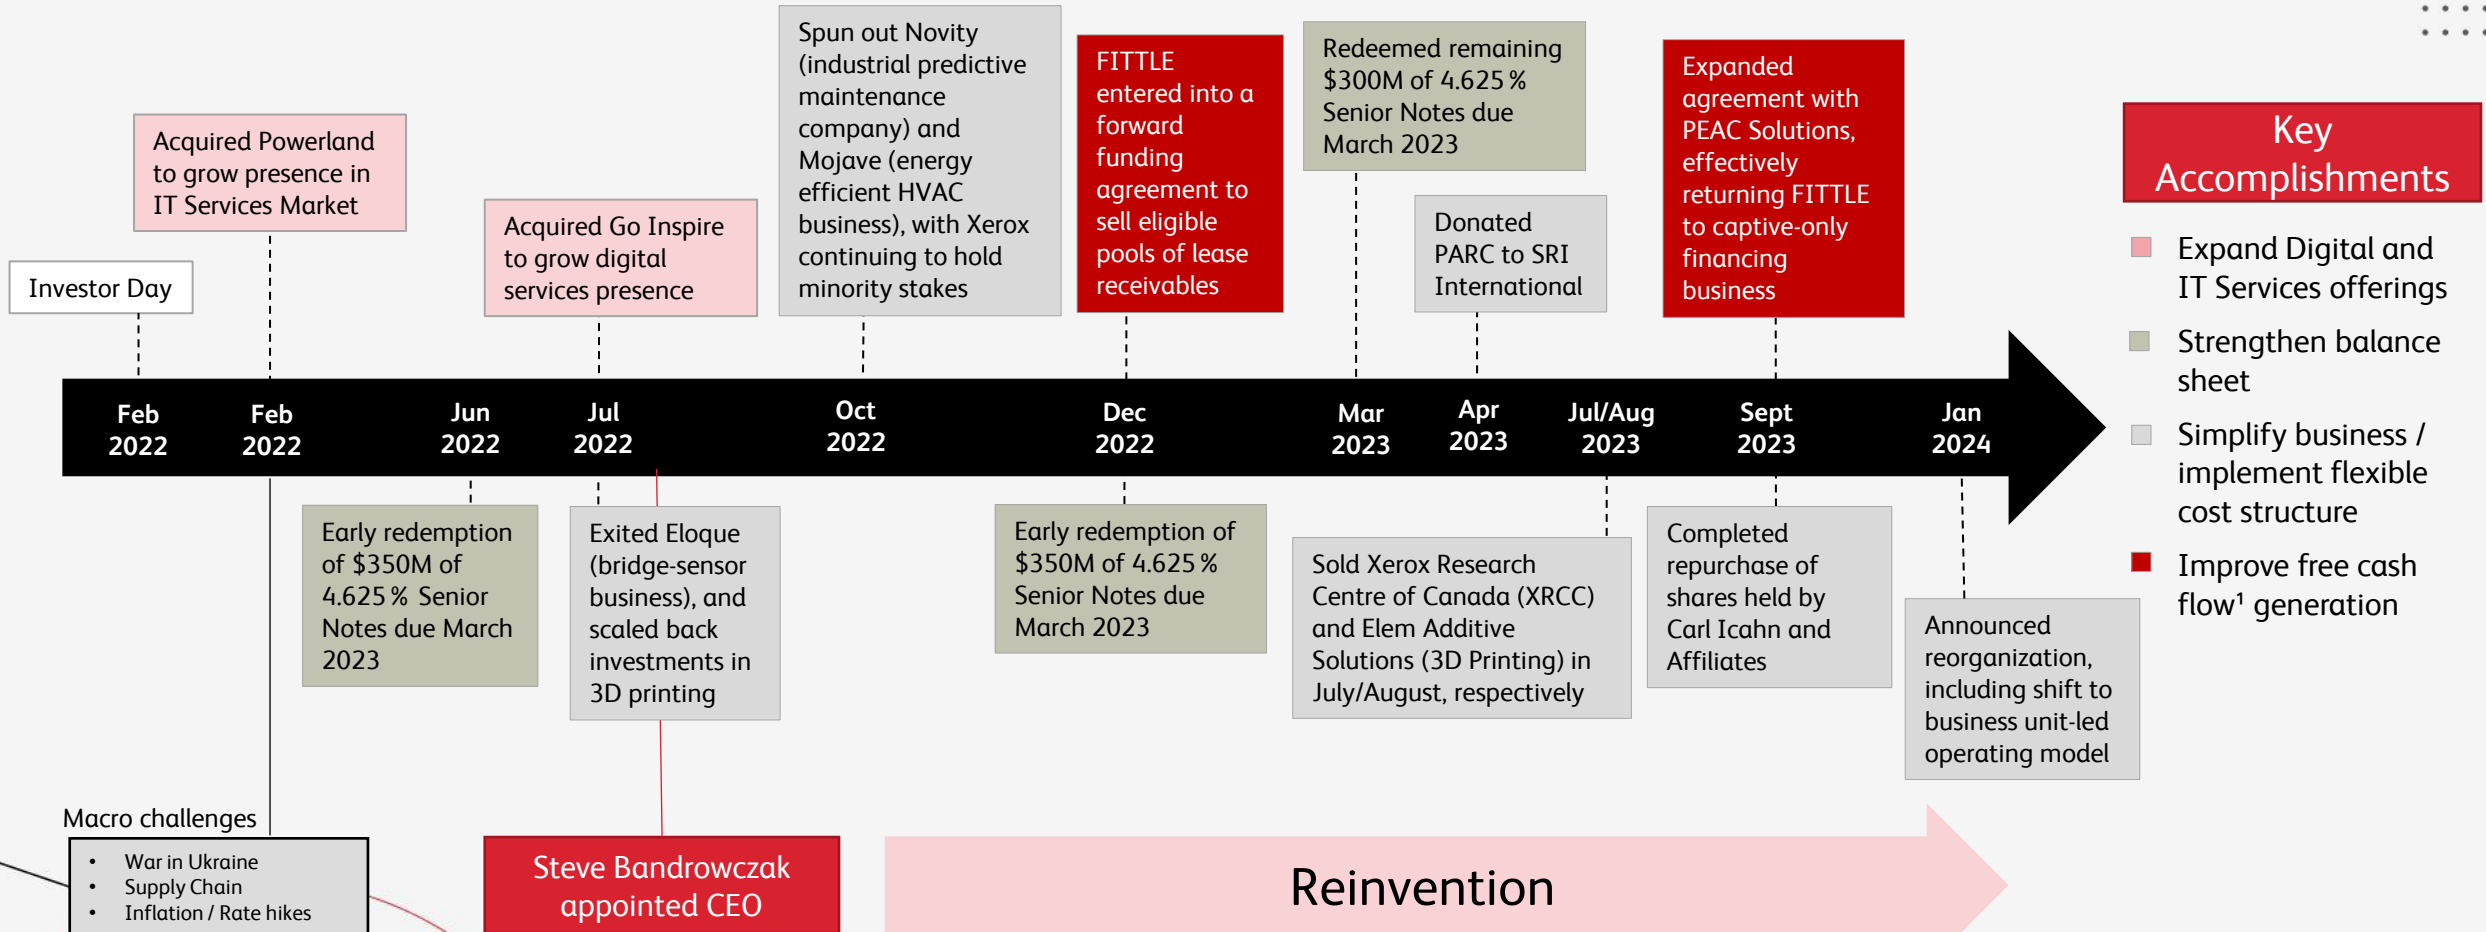 Spun out Novity
(industrial predictive
maintenance
company) and
Mojave (energy
efficient HVAC
business), with Xerox
continuing to hold
minority stakes
FITTLE
entered into a
forward
funding
agreement to
sell eligible
pools of lease
receivables
Redeemed remaining
$300M of 4.625%
Senior Notes due
March 2023
Expanded
agreement with
PEAC Solutions,
effectively
returning FITTLE
to captive-only
financing
business
Acquired Powerland
to grow presence in
IT Services Market
Acquired Go Inspire
to grow digital
services presence
Donated
PARC to SRI
International
Investor Day
Feb
2022
Feb
2022
Jun
2022
Jul
2022
Oct
2022
Dec
2022
Mar
2023
Apr
2023
Jul/Aug
2023
Sept
2023
Jan
2024
Early redemption
of $350M of
4.625% Senior
Notes due March
2023
Exited Eloque
(bridge-sensor
business), and
scaled back
investments in
3D printing
Early redemption of
$350M of 4.625%
Senior Notes due
March 2023
Sold Xerox Research
Centre of Canada (XRCC)
and Elem Additive
Solutions (3D Printing) in
July/August, respectively
Completed
repurchase of
shares held by
Carl Icahn and
Affiliates
Announced
reorganization,
including shift to
business unit-led
operating model
Key
Accomplishments
Expand Digital and
IT Services offerings
Strengthen balance
sheet
Simplify business /
implement flexible
cost structure
Improve free cash
flow¹ generation
Macro challenges
• War in Ukraine
• Supply Chain
• Inflation / Rate hikes
Steve Bandrowczak
appointed CEO
Reinvention